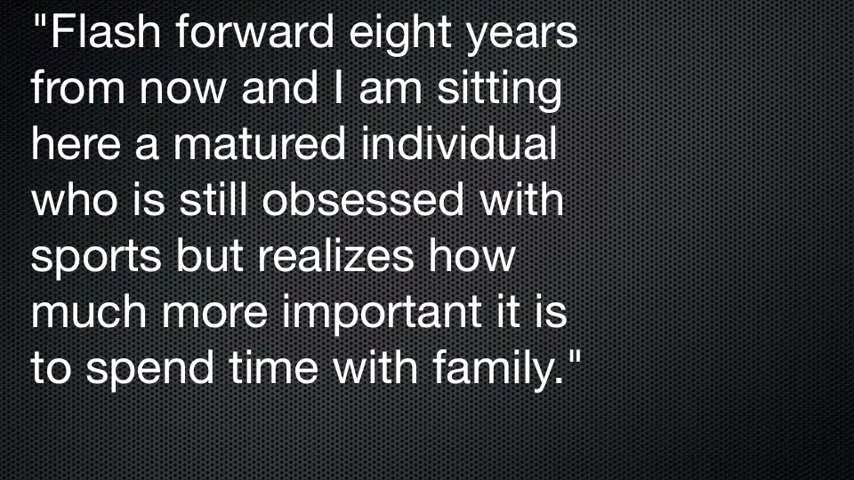 "Flash forward eight years
from now and I am sitting
here a matured individual
who is still obsessed with
sports but realizes how
much more important it is
to spend time with family."